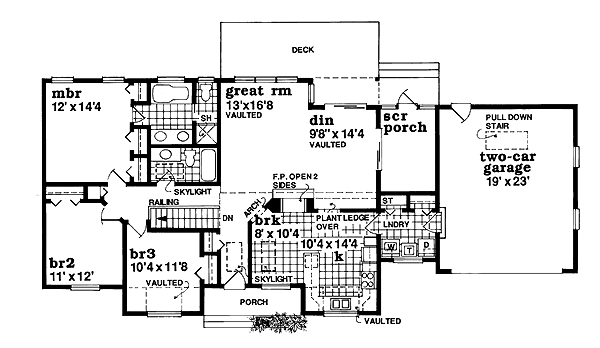 DECK
mbr
12' x 14'4
SH
great rm
13'x16'8
VAULTED
din
9'8" x 14'4
VAULTED
scr
porch
PULL DOWN
STAIR
two-car
garage
19' x 23'
SKYLIGHT
F.P. OPEN 2
SIDES
RAILING
DN
ARCH
ST
brk
8' x 10'4
PLANT LEDGE
OVER
10'4 x 14'4
k
LNDRY
W
T
P
br2
11' x 12'
br3
10'4 x 11'8
VAULTED
SKYLIGHT
PORCH
VAULTED